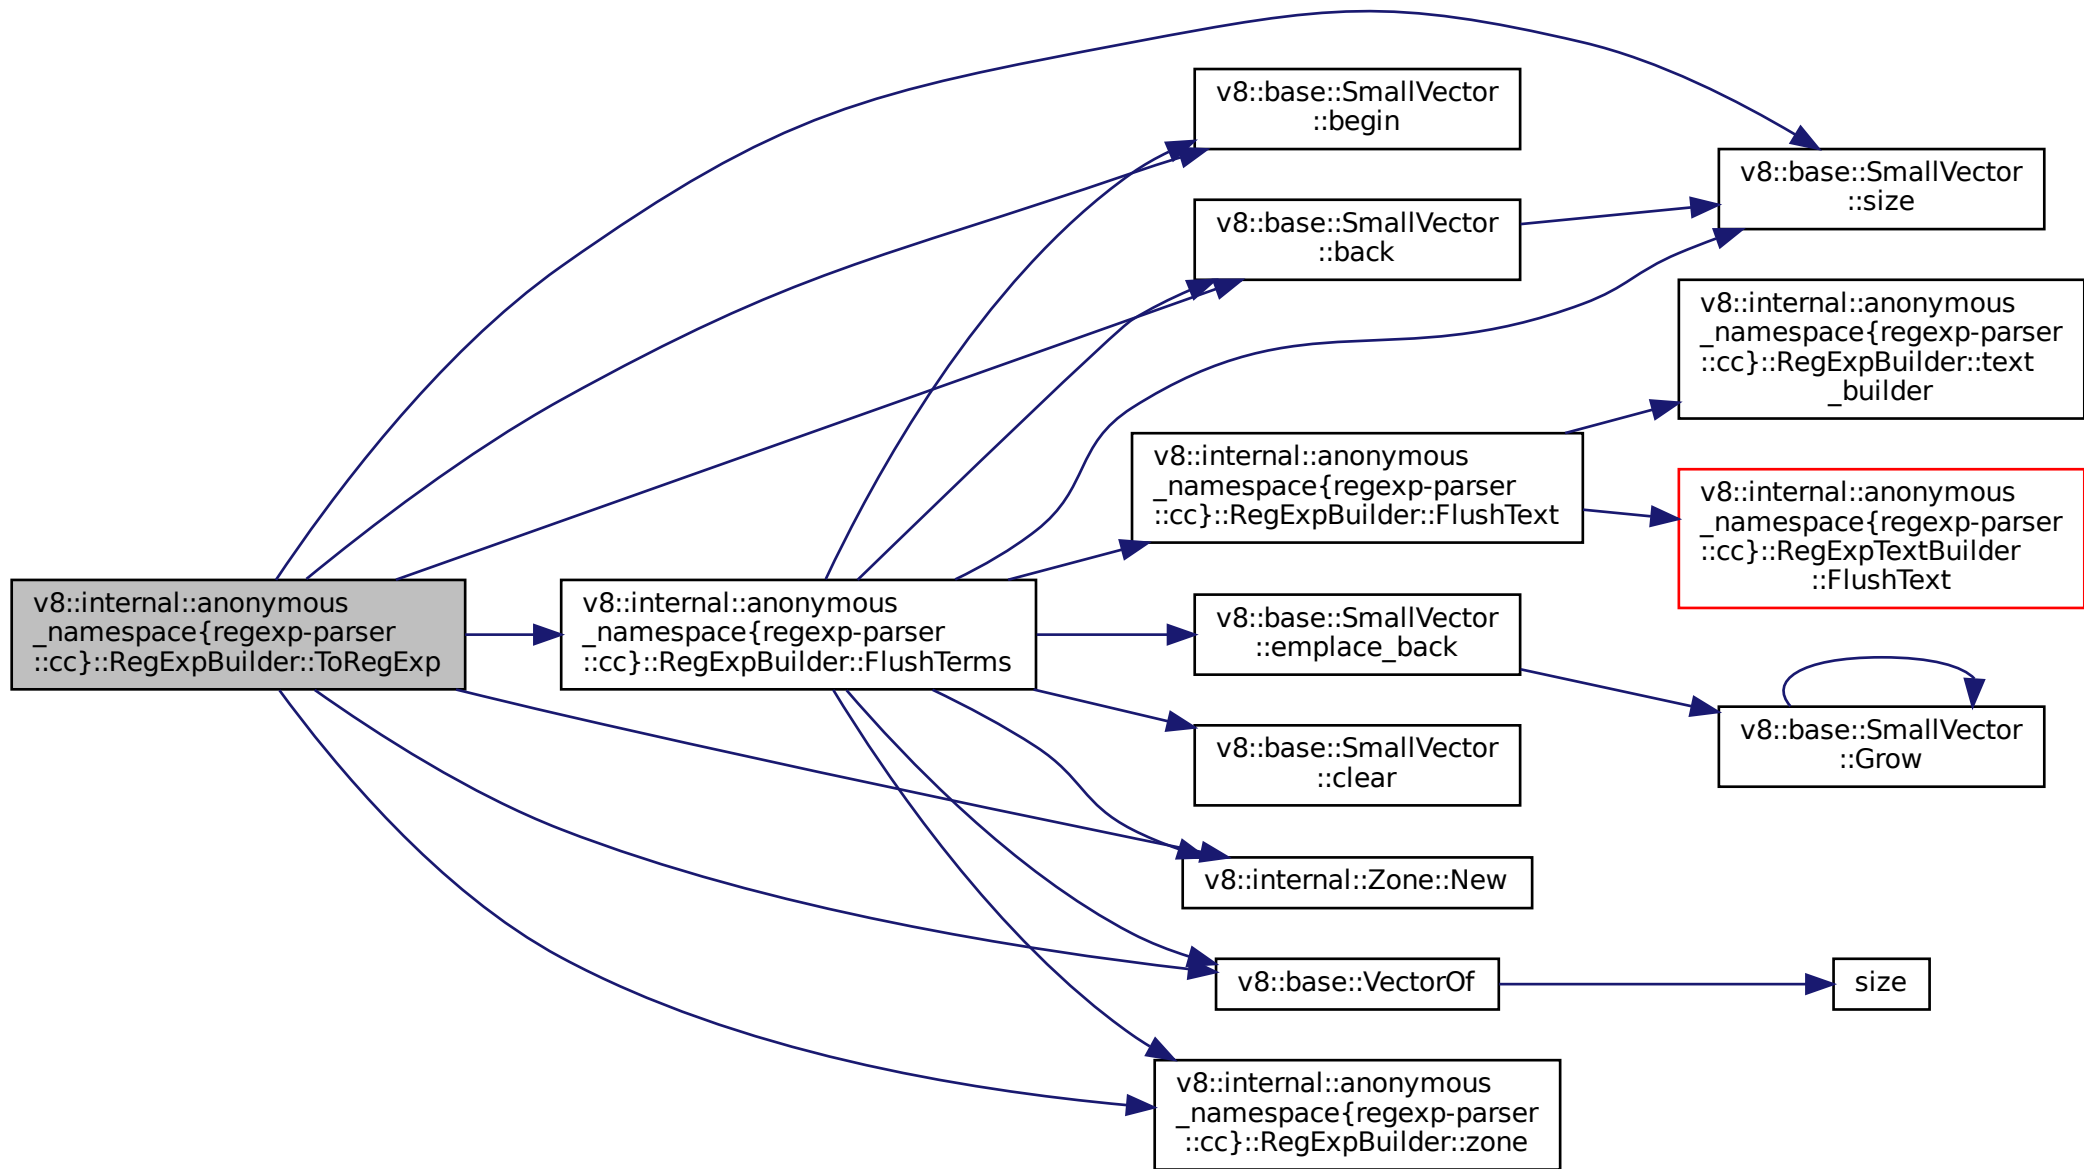 v8::internal::anonymous
_namespace{regexp-parser
::cc}::RegExpBuilder::ToRegExp
v8::internal::anonymous
_namespace{regexp-parser
::cc}::RegExpBuilder::FlushTerms
v8::base::SmallVector
::begin
v8::base::SmallVector
::back
v8::internal::anonymous
_namespace{regexp-parser
::cc}::RegExpBuilder::FlushText
v8::base::SmallVector
::emplace_back
v8::base::SmallVector
::clear
v8::internal::Zone::New
v8::base::VectorOf
v8::internal::anonymous
_namespace{regexp-parser
::cc}::RegExpBuilder::zone
v8::base::SmallVector
::size
v8::internal::anonymous
_namespace{regexp-parser
::cc}::RegExpBuilder::text
_builder
v8::internal::anonymous
_namespace{regexp-parser
::cc}::RegExpTextBuilder
::FlushText
v8::base::SmallVector
::Grow
size